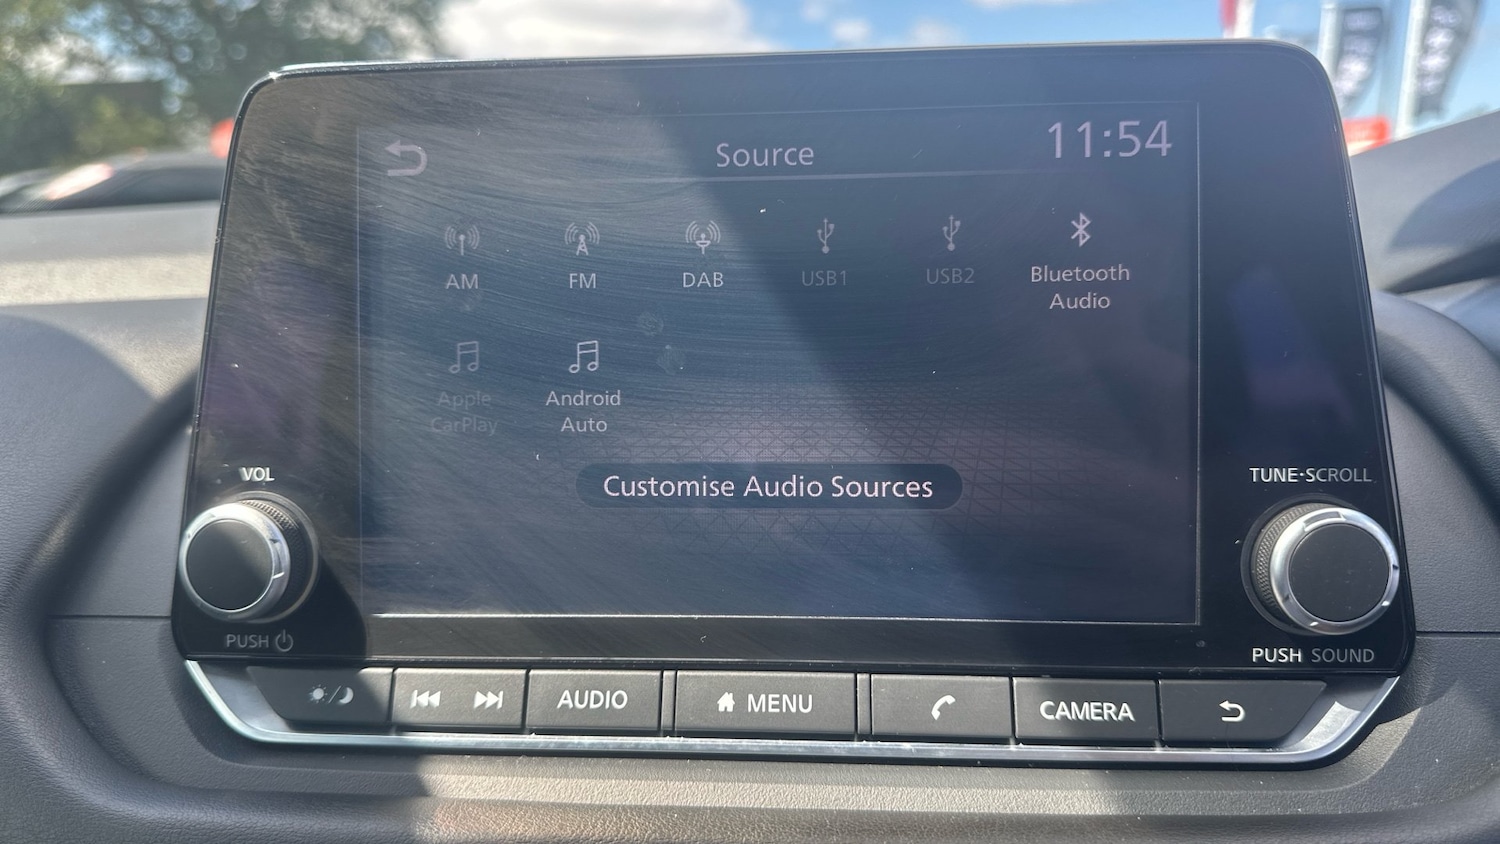 Source
11:54
AM
FM
DAB
USB1
USB2
Bluetooth
Audio
Apple
CarPlay
Android
Auto
Customise Audio Sources
VOL
TUNE·SCROLL
PUSH
PUSH SOUND
AUDIO
MENU
CAMERA